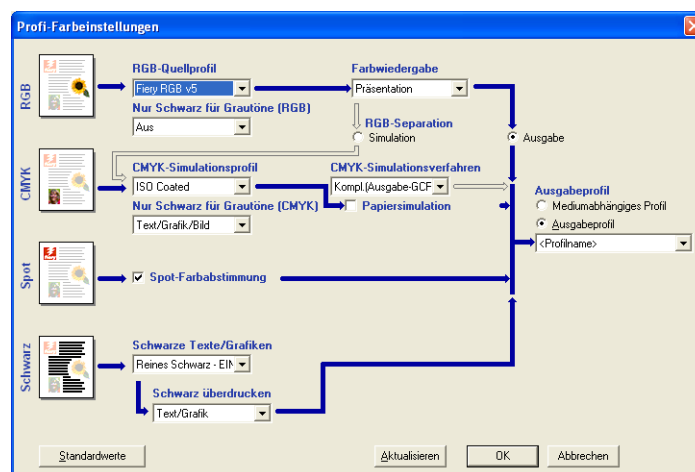 Profi-Farbeinstellungen
RGB
RGB-Quellprofil
Fiery RGB v5
Farbwiedergabe
Präsentation
Nur Schwarz für Grautöne (RGB)
Aus
RGB-Separation
Simulation
Ausgabe
CMYK
CMYK-Simulationsprofil
ISO Coated
CMYK-Simulationsverfahren
Kompl.(Ausgabe-GCF
Nur Schwarz für Grautöne (CMYK)
Text/Grafik/Bild
Papiersimulation
Ausgabeprofil
Mediumabhängiges Profil
Ausgabeprofil
<Profilname>
Spot
Spot-Farbabstimmung
Schwarz
Schwarze Texte/Grafiken
Reines Schwarz - EIN
Schwarz überdrucken
Text/Grafik
Standardwerte
Aktualisieren
OK
Abbrechen